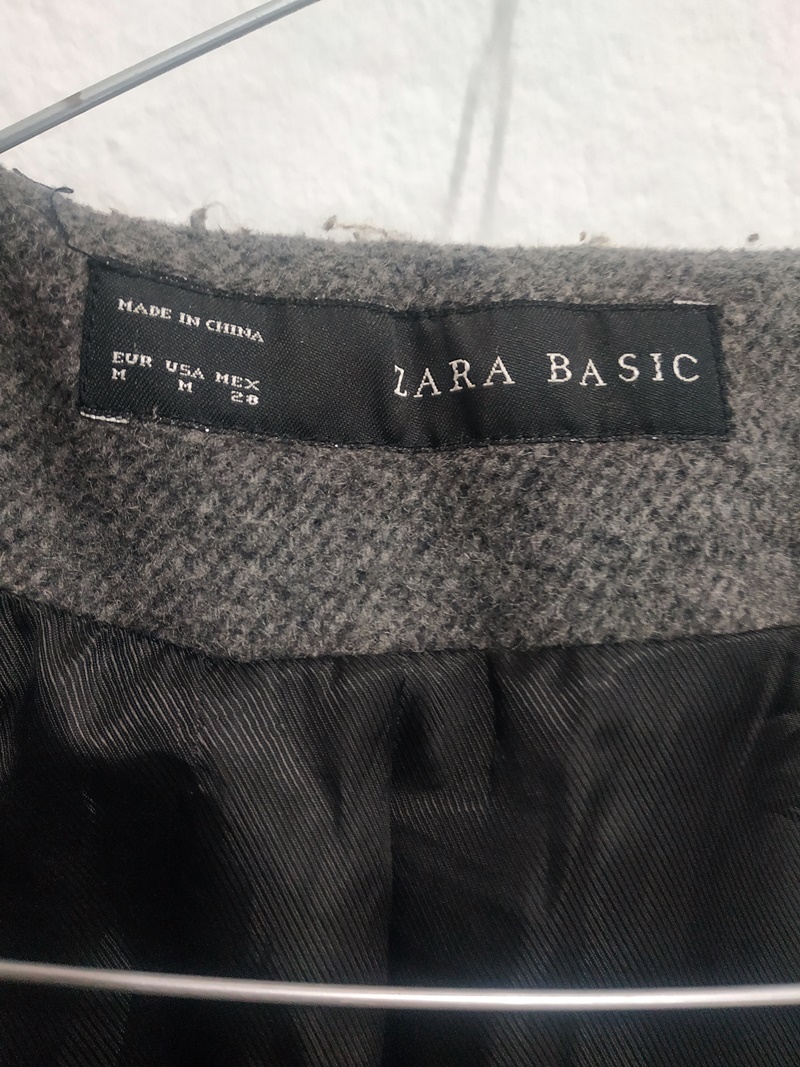 MADE IN CHINA
EUR USA MEX
M M 28
ZARA BASIC